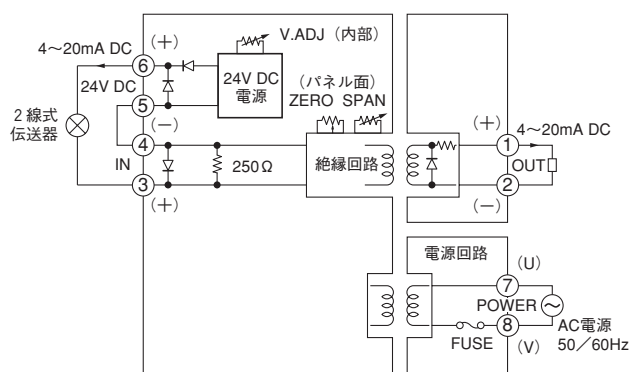 4〜20mA DC
(+)
V.ADJ（内部）
6
24V DC
24V DC
電源
（パネル面）
ZERO SPAN
5
(−)
2線式
伝送器
4
IN
250Ω
絶縁回路
3
(+)
(+)
1
4〜20mA DC
OUT
2
(−)
電源回路
(U)
7
POWER
8
FUSE
(V)
AC電源
50／60Hz